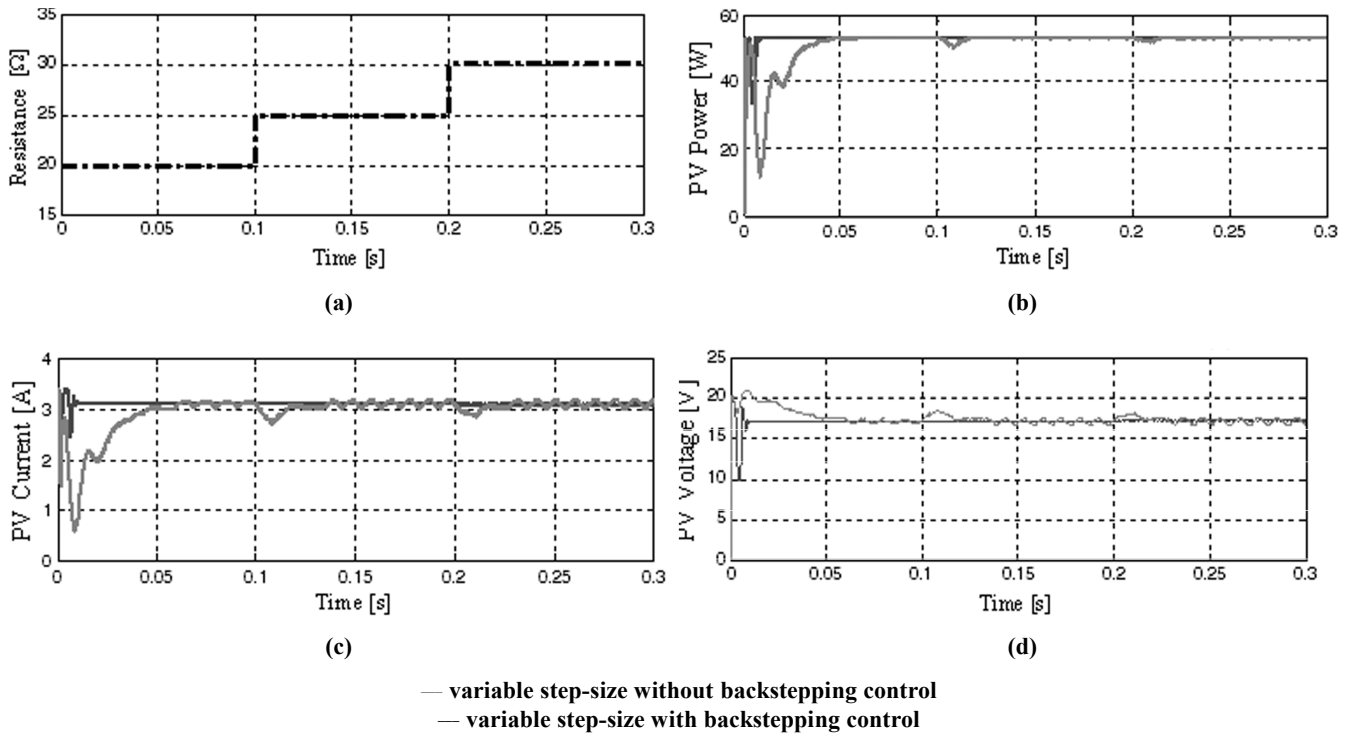 Resistance [Ω]
35
30
25
20
15
0 0.1 0.05 0.15 0.2 0.25 0.3
Time [s]
(a)
PV Power [W]
60
40
20
0
0 0.05 0.1 0.15 0.2 0.25 0.3
Time [s]
(b)
PV Current [A]
4
3
2
1
0
0 0.05 0.1 0.15 0.2 0.25 0.3
Time [s]
(c)
PV Voltage [V]
25
20
15
10
5
0
0 0.05 0.1 0.15 0.2 0.25 0.3
Time [s]
(d)
— variable step-size without backstepping control
— variable step-size with backstepping control